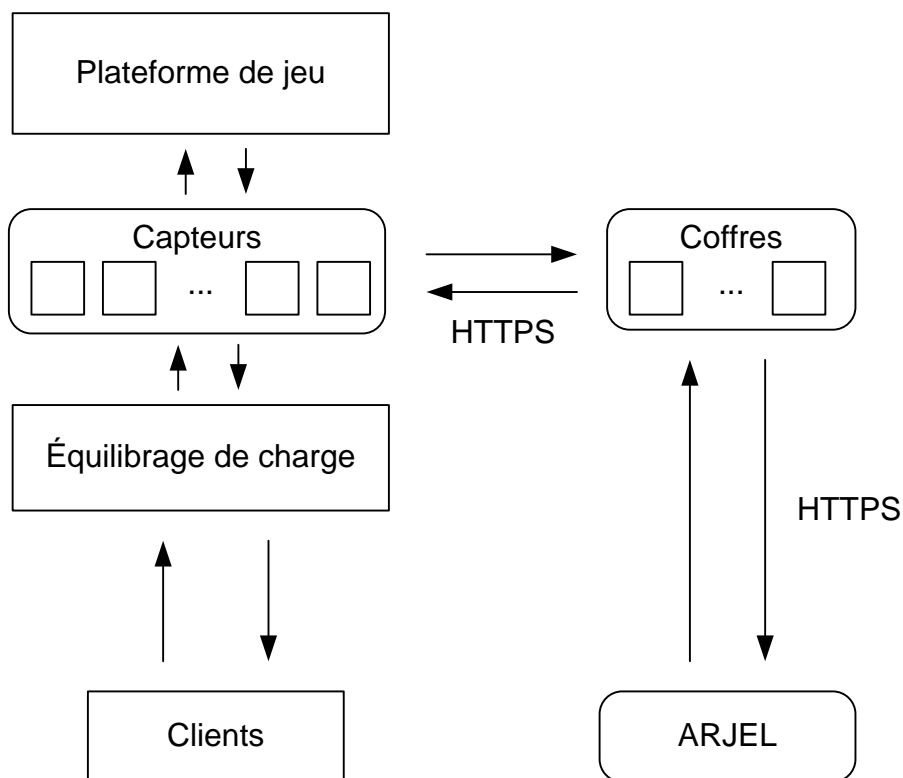 Plateforme de jeu
Capteurs
...
Coffres
...
HTTPS
Équilibrage de charge
HTTPS
Clients
ARJEL